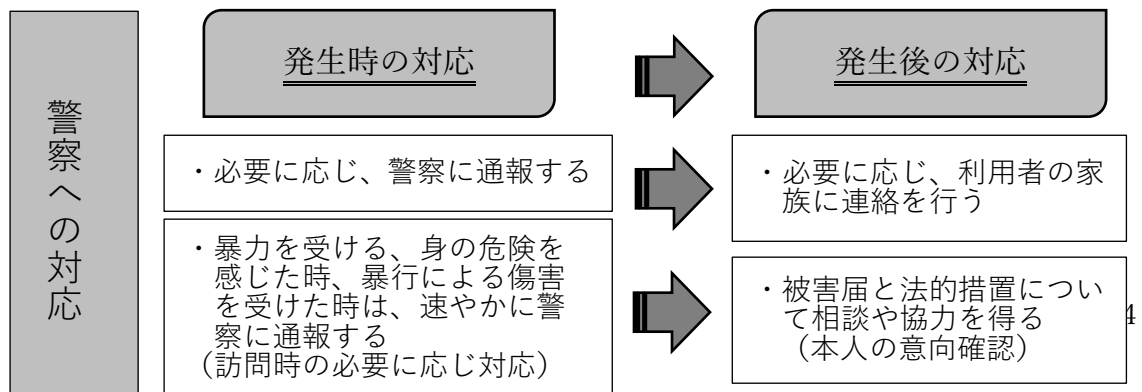 警察への対応
発生時の対応
発生後の対応
・必要に応じ、警察に通報する
・必要に応じ、利用者の家
族に連絡を行う
・暴力を受ける、身の危険を
感じた時、暴行による傷害
を受けた時は、速やかに警
察に通報する
(訪問時の必要に応じ対応)
・被害届と法的措置につい
て相談や協力を得る
(本人の意向確認)
4